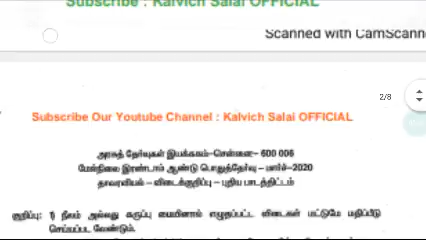 Subscribe : Kalvich Salai OFFICIAL
Scanned with CamScann
2/8
Subscribe Our Youtube Channel : Kalvich Salai OFFICIAL
அரசுத் தேர்வுகள் இயக்ககம்–சென்னை– 600 006
மேல்நிலை இரண்டாம் ஆண்டு பொதுத்தேர்வு – மார்ச்–2020
தாவரவியல் – விடைக்குறிப்பு – புதிய பாடத்திட்டம்
குறிப்பு: 1) நீலம் அல்லது கருப்பு மையினால் எழுதப்பட்ட விடைகள் மட்டுமே மதிப்பீடு
செய்யப்பட வேண்டும்.